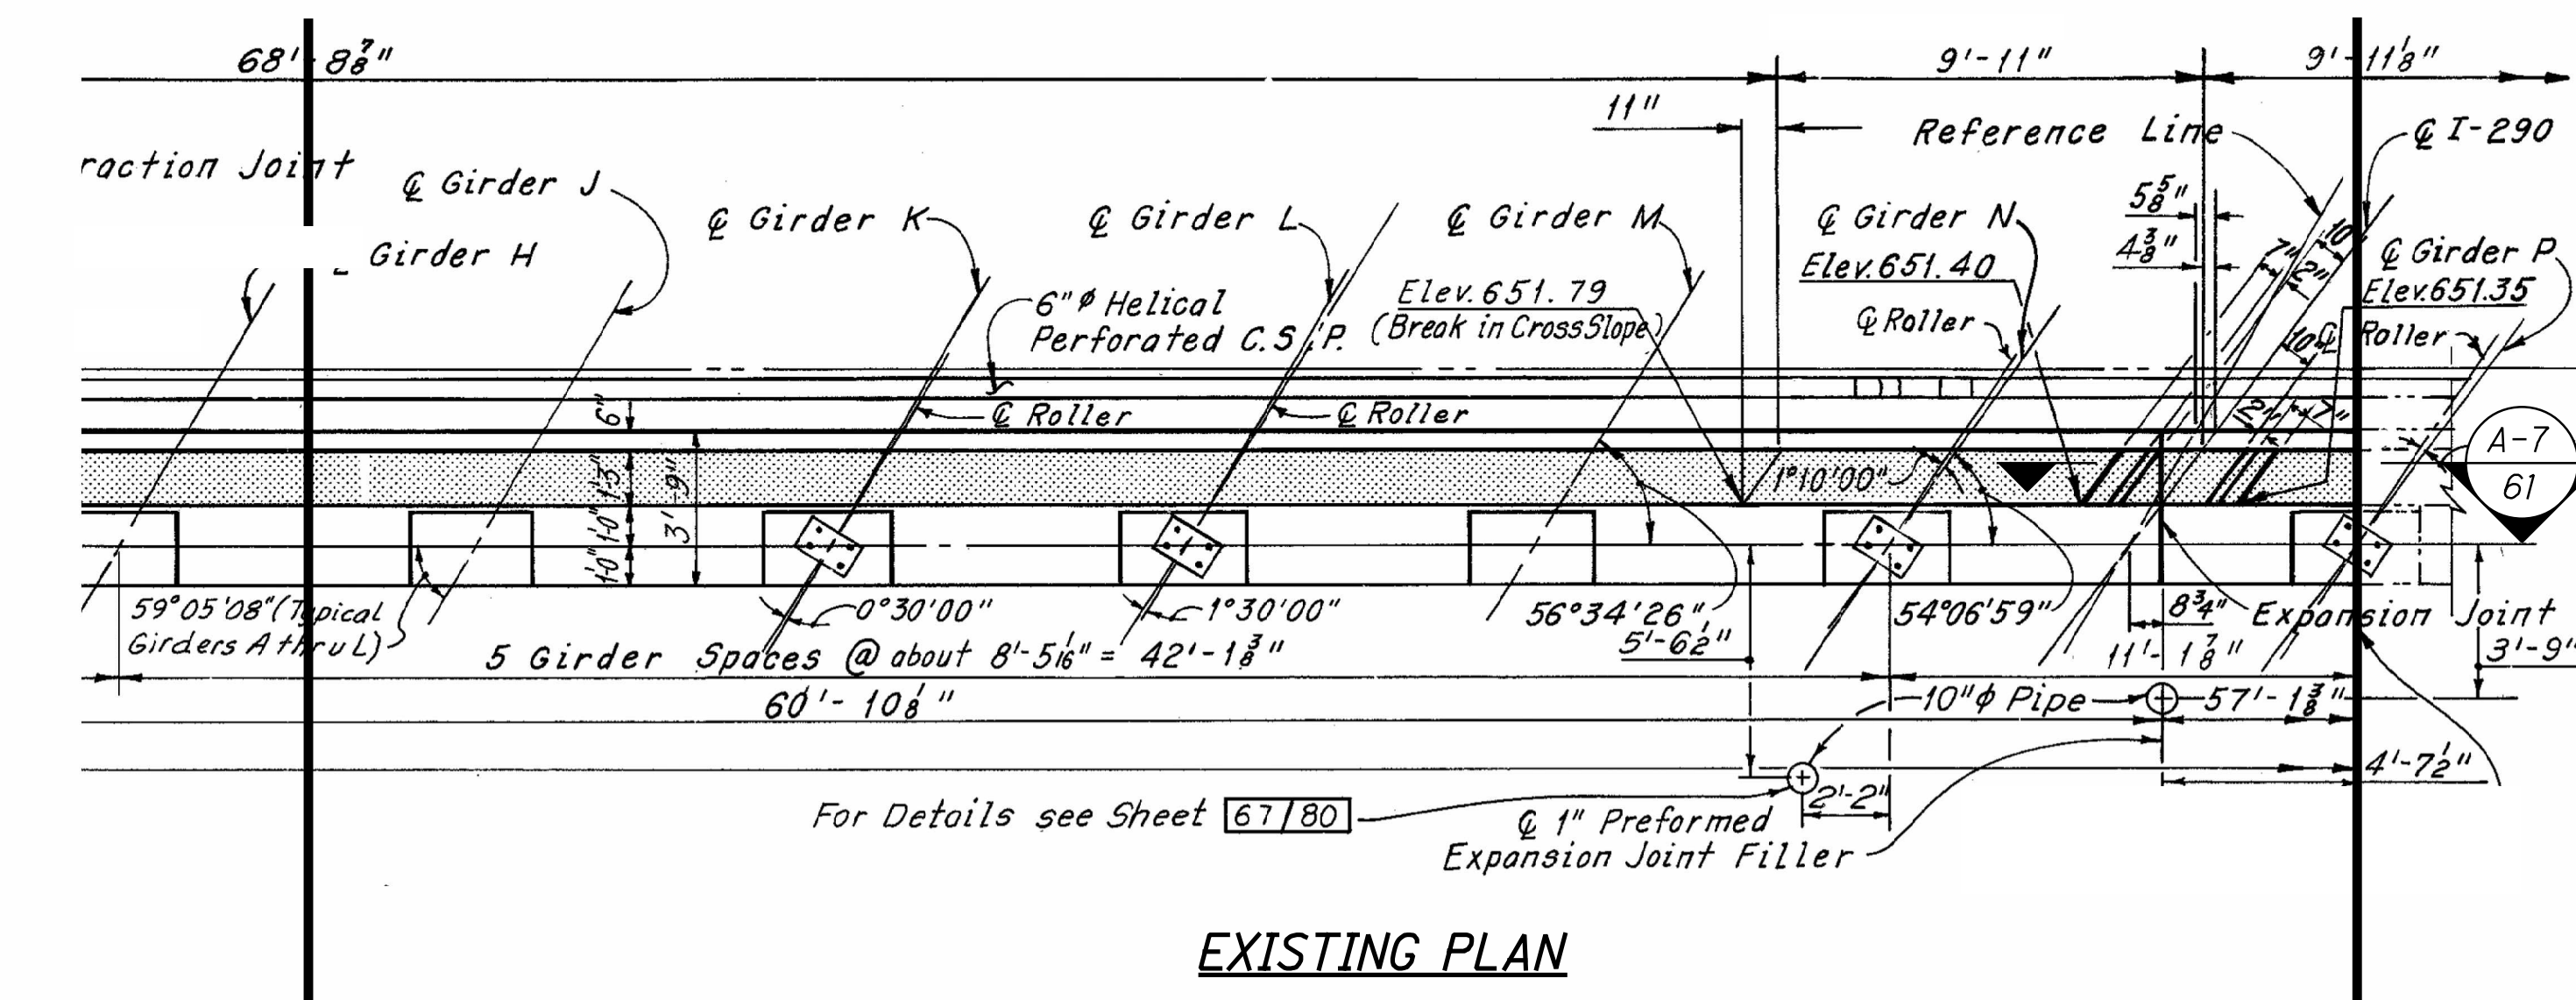 68'-8⅞"
9'-11"
9'-11⅛"
11"
Reference Line
℄ I-290
raction Joint
℄ Girder J
℄ Girder K
℄ Girder L
℄ Girder M
℄ Girder N
5⅝"
4⅜"
7"
10"
2"
Girder H
6"ϕ Helical
Perforated C.S.P.
Elev. 651.79
(Break in Cross Slope)
Elev. 651.40
℄ Roller
℄ Girder P
Elev. 651.35
℄ Roller
10"
6"
℄ Roller
℄ Roller
2"
7"
1'-3"
3'-9"
1'-0"
1'-0"
1°10'00"
A-7
61
59°05'08" (Typical
Girders A thru L)
0°30'00"
1°30'00"
56°34'26"
54°06'59"
8¾"
Expansion Joint
5 Girder Spaces @ about 8'-5 1/16" = 42'-1⅜"
5'-6½"
11'-1⅞"
3'-9"
60'-10⅛"
10"ϕ Pipe
57'-1⅜"
4'-7½"
2'-2"
For Details see Sheet 67/80
℄ 1" Preformed
Expansion Joint Filler
EXISTING PLAN